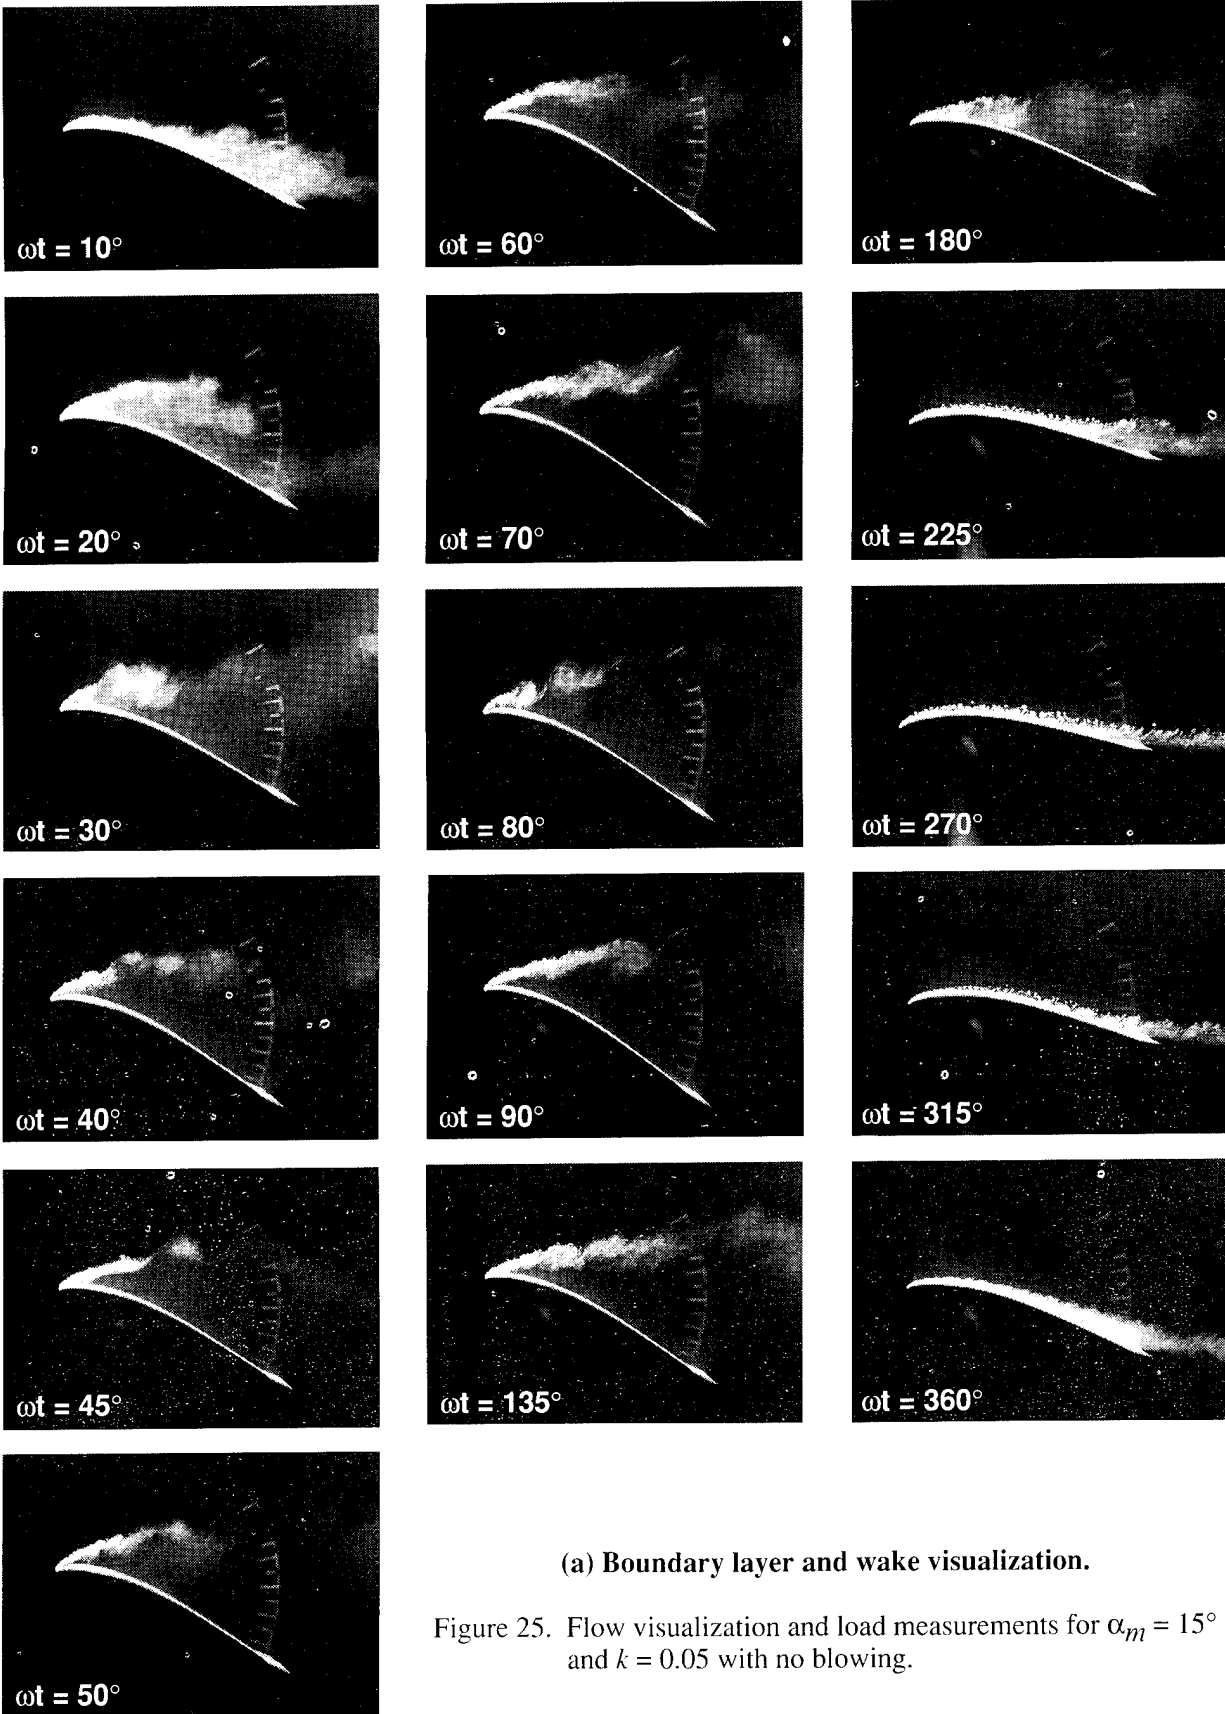 ωt = 10°
ωt = 20°
ωt = 30°
ωt = 40°
ωt = 45°
ωt = 50°
ωt = 60°
ωt = 70°
ωt = 80°
ωt = 90°
ωt = 135°
ωt = 180°
ωt = 225°
ωt = 270°
ωt = 315°
ωt = 360°
(a) Boundary layer and wake visualization.
Figure 25. Flow visualization and load measurements for αm = 15°
and k = 0.05 with no blowing.